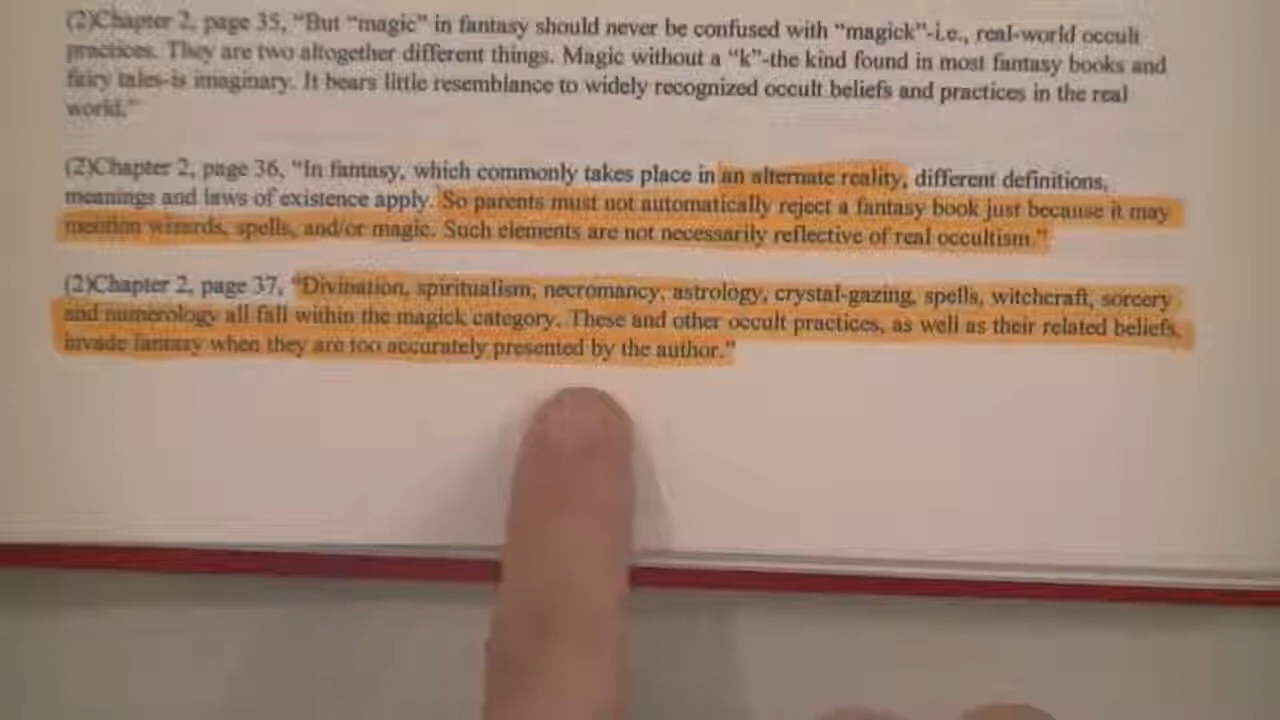 (2)Chapter 2, page 35, “But “magic” in fantasy should never be confused with “magick”-i.e., real-world occult
practices. They are two altogether different things. Magic without a “k”-the kind found in most fantasy books and
fairy tales-is imaginary. It bears little resemblance to widely recognized occult beliefs and practices in the real
world.”
(2)Chapter 2, page 36, “In fantasy, which commonly takes place in an alternate reality, different definitions,
meanings and laws of existence apply. So parents must not automatically reject a fantasy book just because it may
mention wizards, spells, and/or magic. Such elements are not necessarily reflective of real occultism.”
(2)Chapter 2, page 37, “Divination, spiritualism, necromancy, astrology, crystal-gazing, spells, witchcraft, sorcery
and numerology all fall within the magick category. These and other occult practices, as well as their related beliefs,
invade fantasy when they are too accurately presented by the author.”